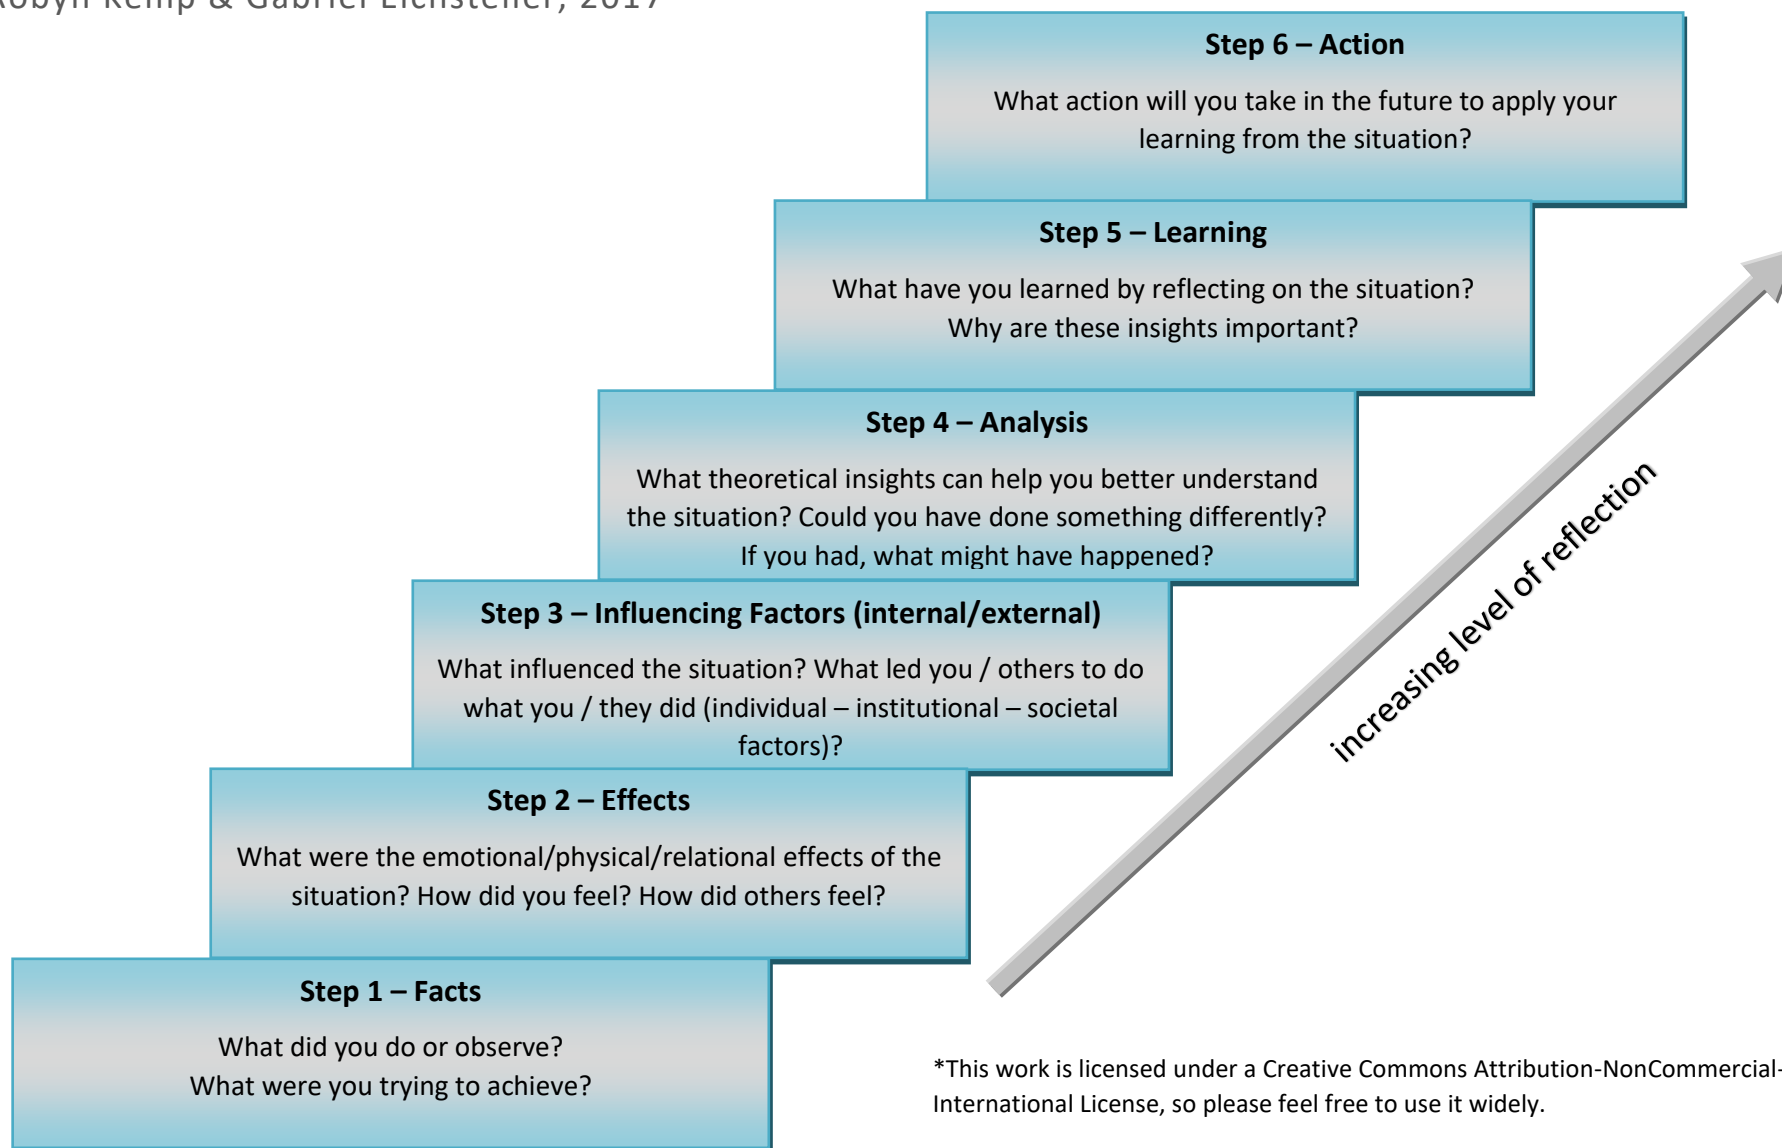 Robyn Kemp & Gabriel Eichsteller, 2017
Step 6 – Action
What action will you take in the future to apply your
learning from the situation?
Step 5 – Learning
What have you learned by reflecting on the situation?
Why are these insights important?
Step 4 – Analysis
What theoretical insights can help you better understand
the situation? Could you have done something differently?
If you had, what might have happened?
Step 3 – Influencing Factors (internal/external)
What influenced the situation? What led you / others to do
what you / they did (individual – institutional – societal
factors)?
Step 2 – Effects
What were the emotional/physical/relational effects of the
situation? How did you feel? How did others feel?
Step 1 – Facts
What did you do or observe?
What were you trying to achieve?
increasing level of reflection
*This work is licensed under a Creative Commons Attribution-NonCommercial-
International License, so please feel free to use it widely.